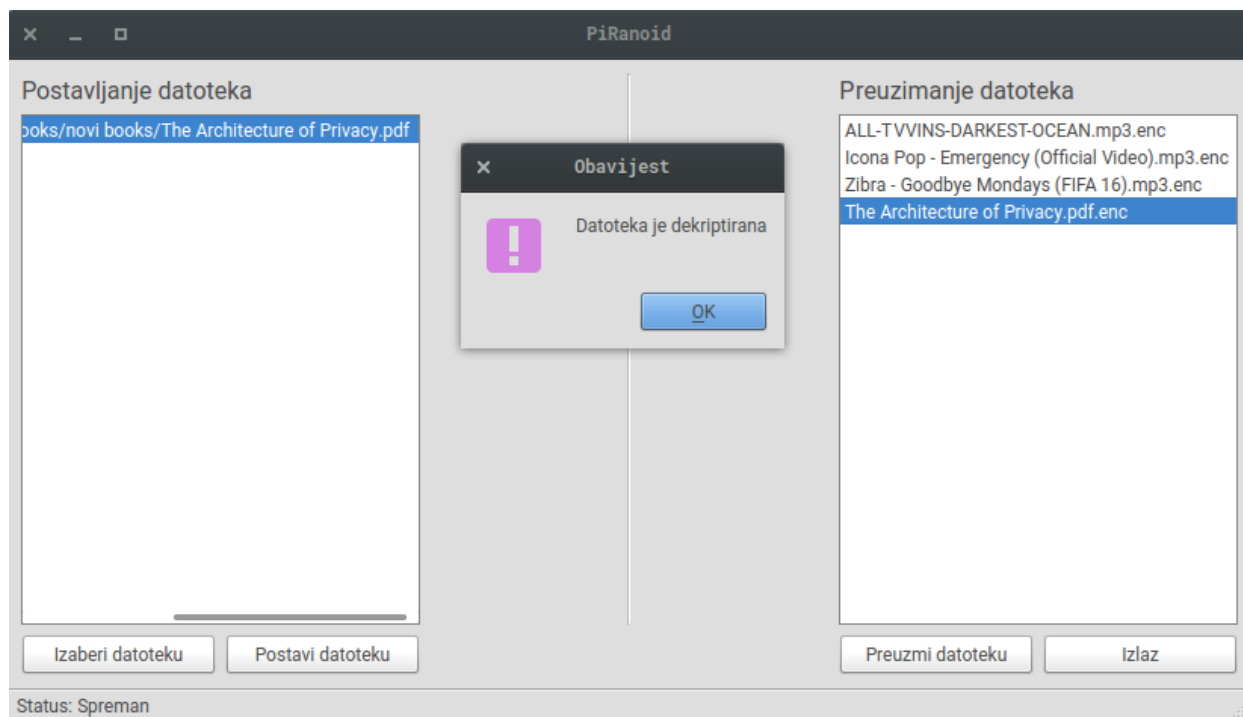 PiRanoid
Postavljanje datoteka
ooks/novi books/The Architecture of Privacy.pdf
Izaberi datoteku
Postavi datoteku
Obavijest
Datoteka je dekriptirana
OK
Preuzimanje datoteka
ALL-TVVINS-DARKEST-OCEAN.mp3.enc
Icona Pop - Emergency (Official Video).mp3.enc
Zibra - Goodbye Mondays (FIFA 16).mp3.enc
The Architecture of Privacy.pdf.enc
Preuzmi datoteku
Izlaz
Status: Spreman